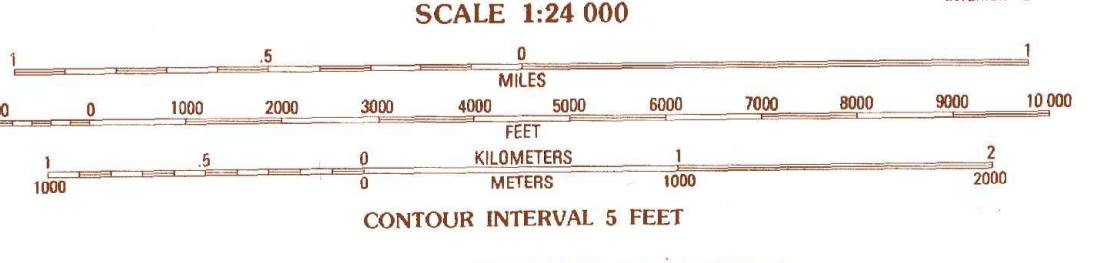 SCALE 1:24 000
1 .5 0 1
MILES
0 1000 2000 3000 4000 5000 6000 7000 8000 9000 10 000
FEET
1 .5 0 KILOMETERS 1 2
1000 0 METERS 1000 2000
CONTOUR INTERVAL 5 FEET